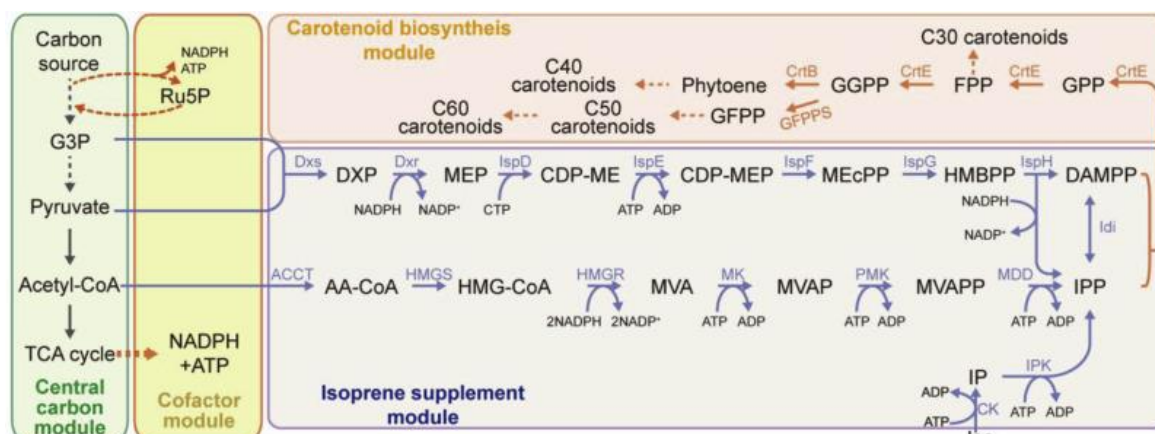 Carbon
source
NADPH
ATP
Ru5P
G3P
Pyruvate
Acetyl-CoA
TCA cycle
NADPH
+ATP
Central
carbon
module
Cofactor
module
Carotenoid biosyntheis
module
C30 carotenoids
C40
carotenoids
Phytoene
CrtB
GGPP
CrtE
FPP
CrtE
GPP
CrtE
C60
carotenoids
C50
carotenoids
GFPP
GFPPS
Dxs
DXP
Dxr
MEP
IspD
CDP-ME
IspE
CDP-MEP
IspF
MEcPP
IspG
HMBPP
IspH
DAMPP
NADPH
NADP⁺
CTP
ATP
ADP
NADPH
NADP⁺
Idi
ACCT
AA-CoA
HMGS
HMG-CoA
HMGR
MVA
MK
MVAP
PMK
MVAPP
MDD
IPP
2NADPH
2NADP⁺
ATP
ADP
ATP
ADP
ATP
ADP
IP
IPK
ADP
ATP
CK
ATP
ADP
Isoprene supplement
module